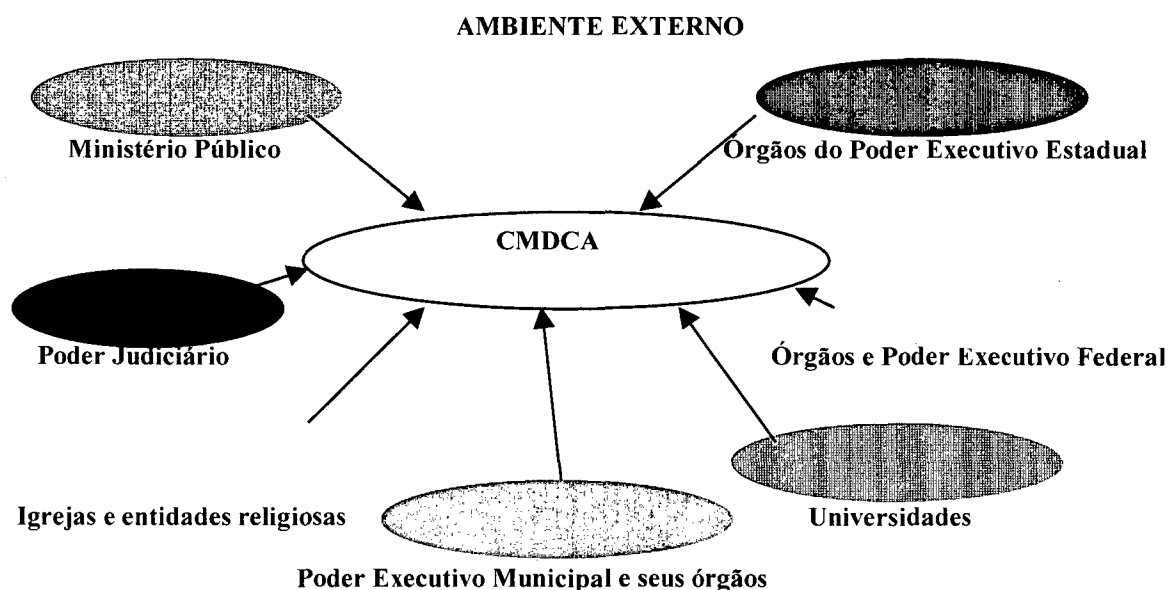 AMBIENTE EXTERNO
Ministério Público
Órgãos do Poder Executivo Estadual
CMDCA
Poder Judiciário
Órgãos e Poder Executivo Federal
Igrejas e entidades religiosas
Universidades
Poder Executivo Municipal e seus órgãos